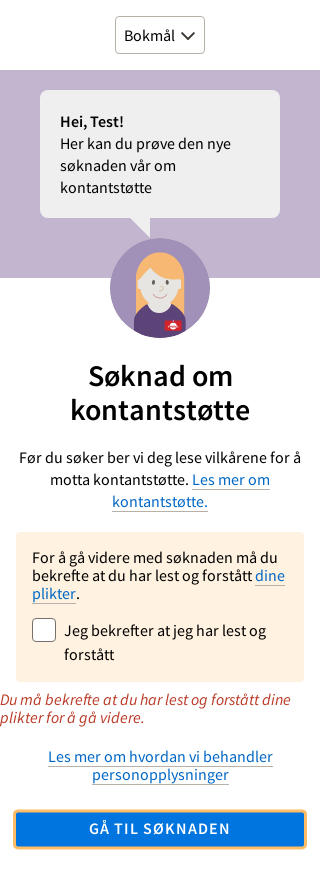 Bokmål
Hei, Test!
Her kan du prøve den nye
søknaden vår om
kontantstøtte
Søknad om
kontantstøtte
Før du søker ber vi deg lese vilkårene for å
motta kontantstøtte. Les mer om
kontantstøtte.
For å gå videre med søknaden må du
bekrefte at du har lest og forstått dine
plikter.
Jeg bekrefter at jeg har lest og
forstått
Du må bekrefte at du har lest og forstått dine
plikter for å gå videre.
Les mer om hvordan vi behandler
personopplysninger
GÅ TIL SØKNADEN